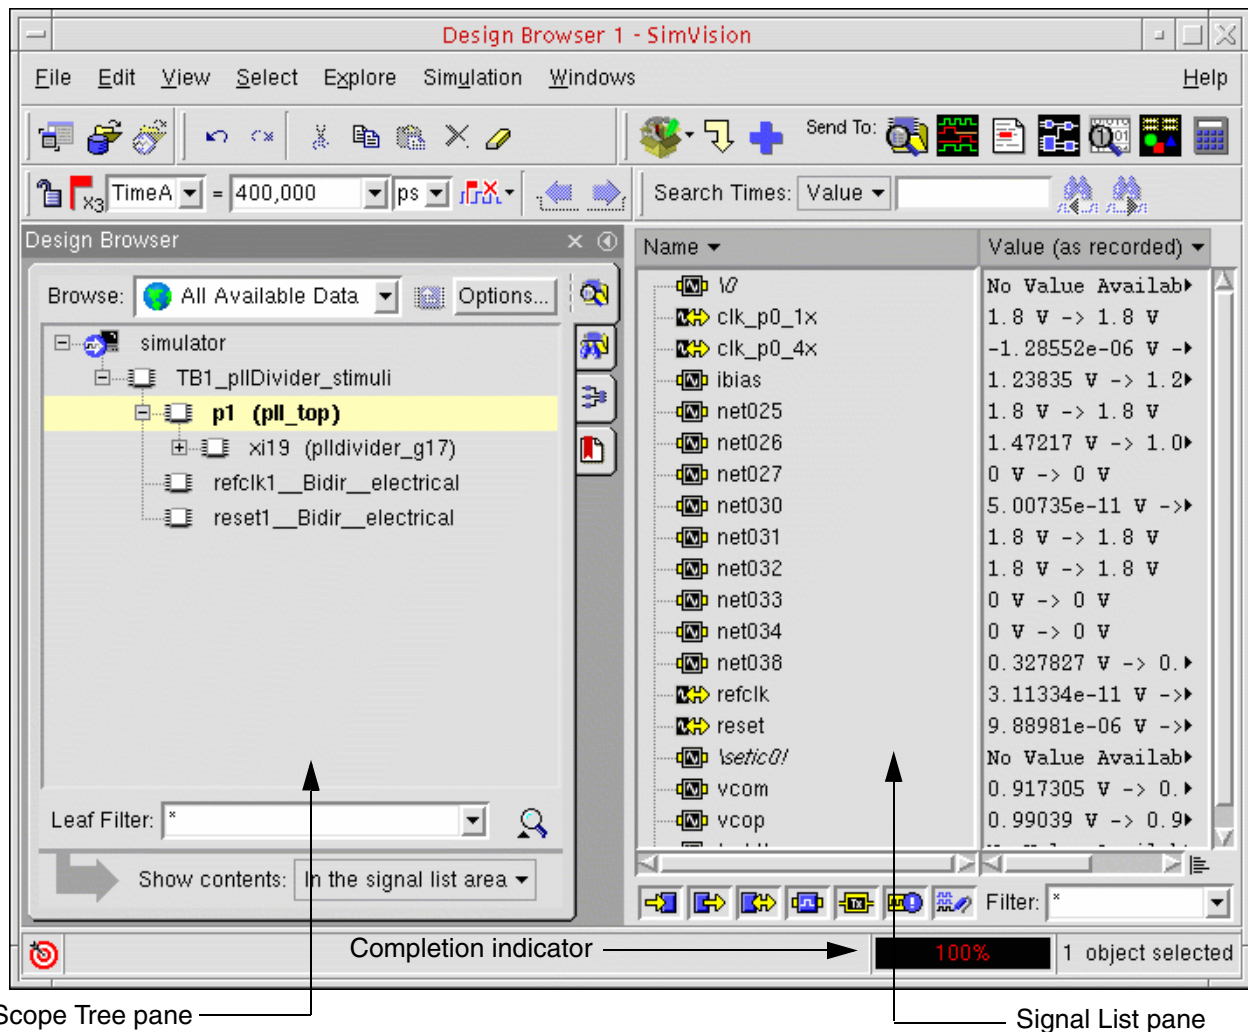 Design Browser 1 - SimVision
File Edit View Select Explore Simulation Windows Help
Send To:
x3 TimeA = 400,000 ps Search Times: Value
Design Browser
Name Value (as recorded)
Browse: All Available Data Options...
simulator
TB1_pllDivider_stimuli
p1 (pll_top)
xi19 (plldivider_g17)
refclk1__Bidir__electrical
reset1__Bidir__electrical
\0 No Value Availab
clk_p0_1x 1.8 V -> 1.8 V
clk_p0_4x -1.28552e-06 V -
ibias 1.23835 V -> 1.2
net025 1.8 V -> 1.8 V
net026 1.47217 V -> 1.0
net027 0 V -> 0 V
net030 5.00735e-11 V ->
net031 1.8 V -> 1.8 V
net032 1.8 V -> 1.8 V
net033 0 V -> 0 V
net034 0 V -> 0 V
net038 0.327827 V -> 0.
refclk 3.11334e-11 V ->
reset 9.88981e-06 V ->
\setic0! No Value Availab
vcom 0.917305 V -> 0.
vcop 0.99039 V -> 0.9
Leaf Filter: *
Show contents: In the signal list area
Filter: *
Completion indicator
100%
1 object selected
Scope Tree pane
Signal List pane